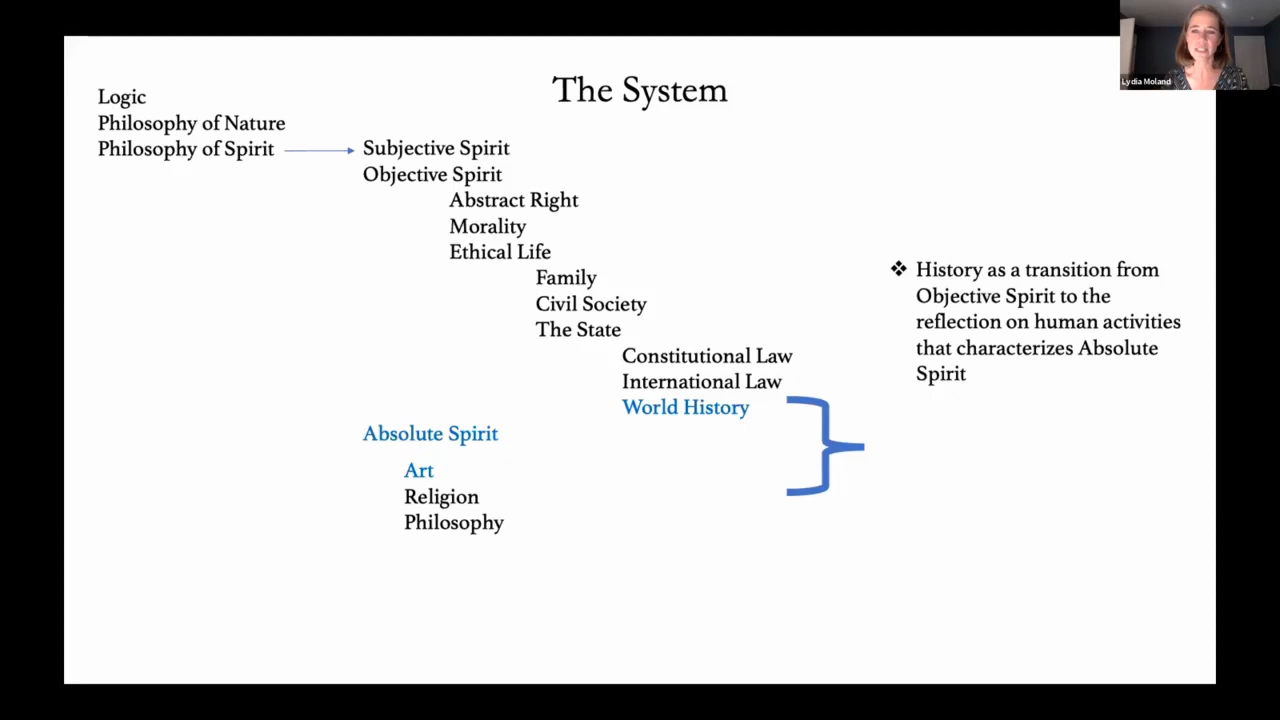 The System
Lydia Moland
Logic
Philosophy of Nature
Philosophy of Spirit
Subjective Spirit
Objective Spirit
Abstract Right
Morality
Ethical Life
Family
Civil Society
The State
Constitutional Law
International Law
World History
Absolute Spirit
Art
Religion
Philosophy
❖ History as a transition from
Objective Spirit to the
reflection on human activities
that characterizes Absolute
Spirit